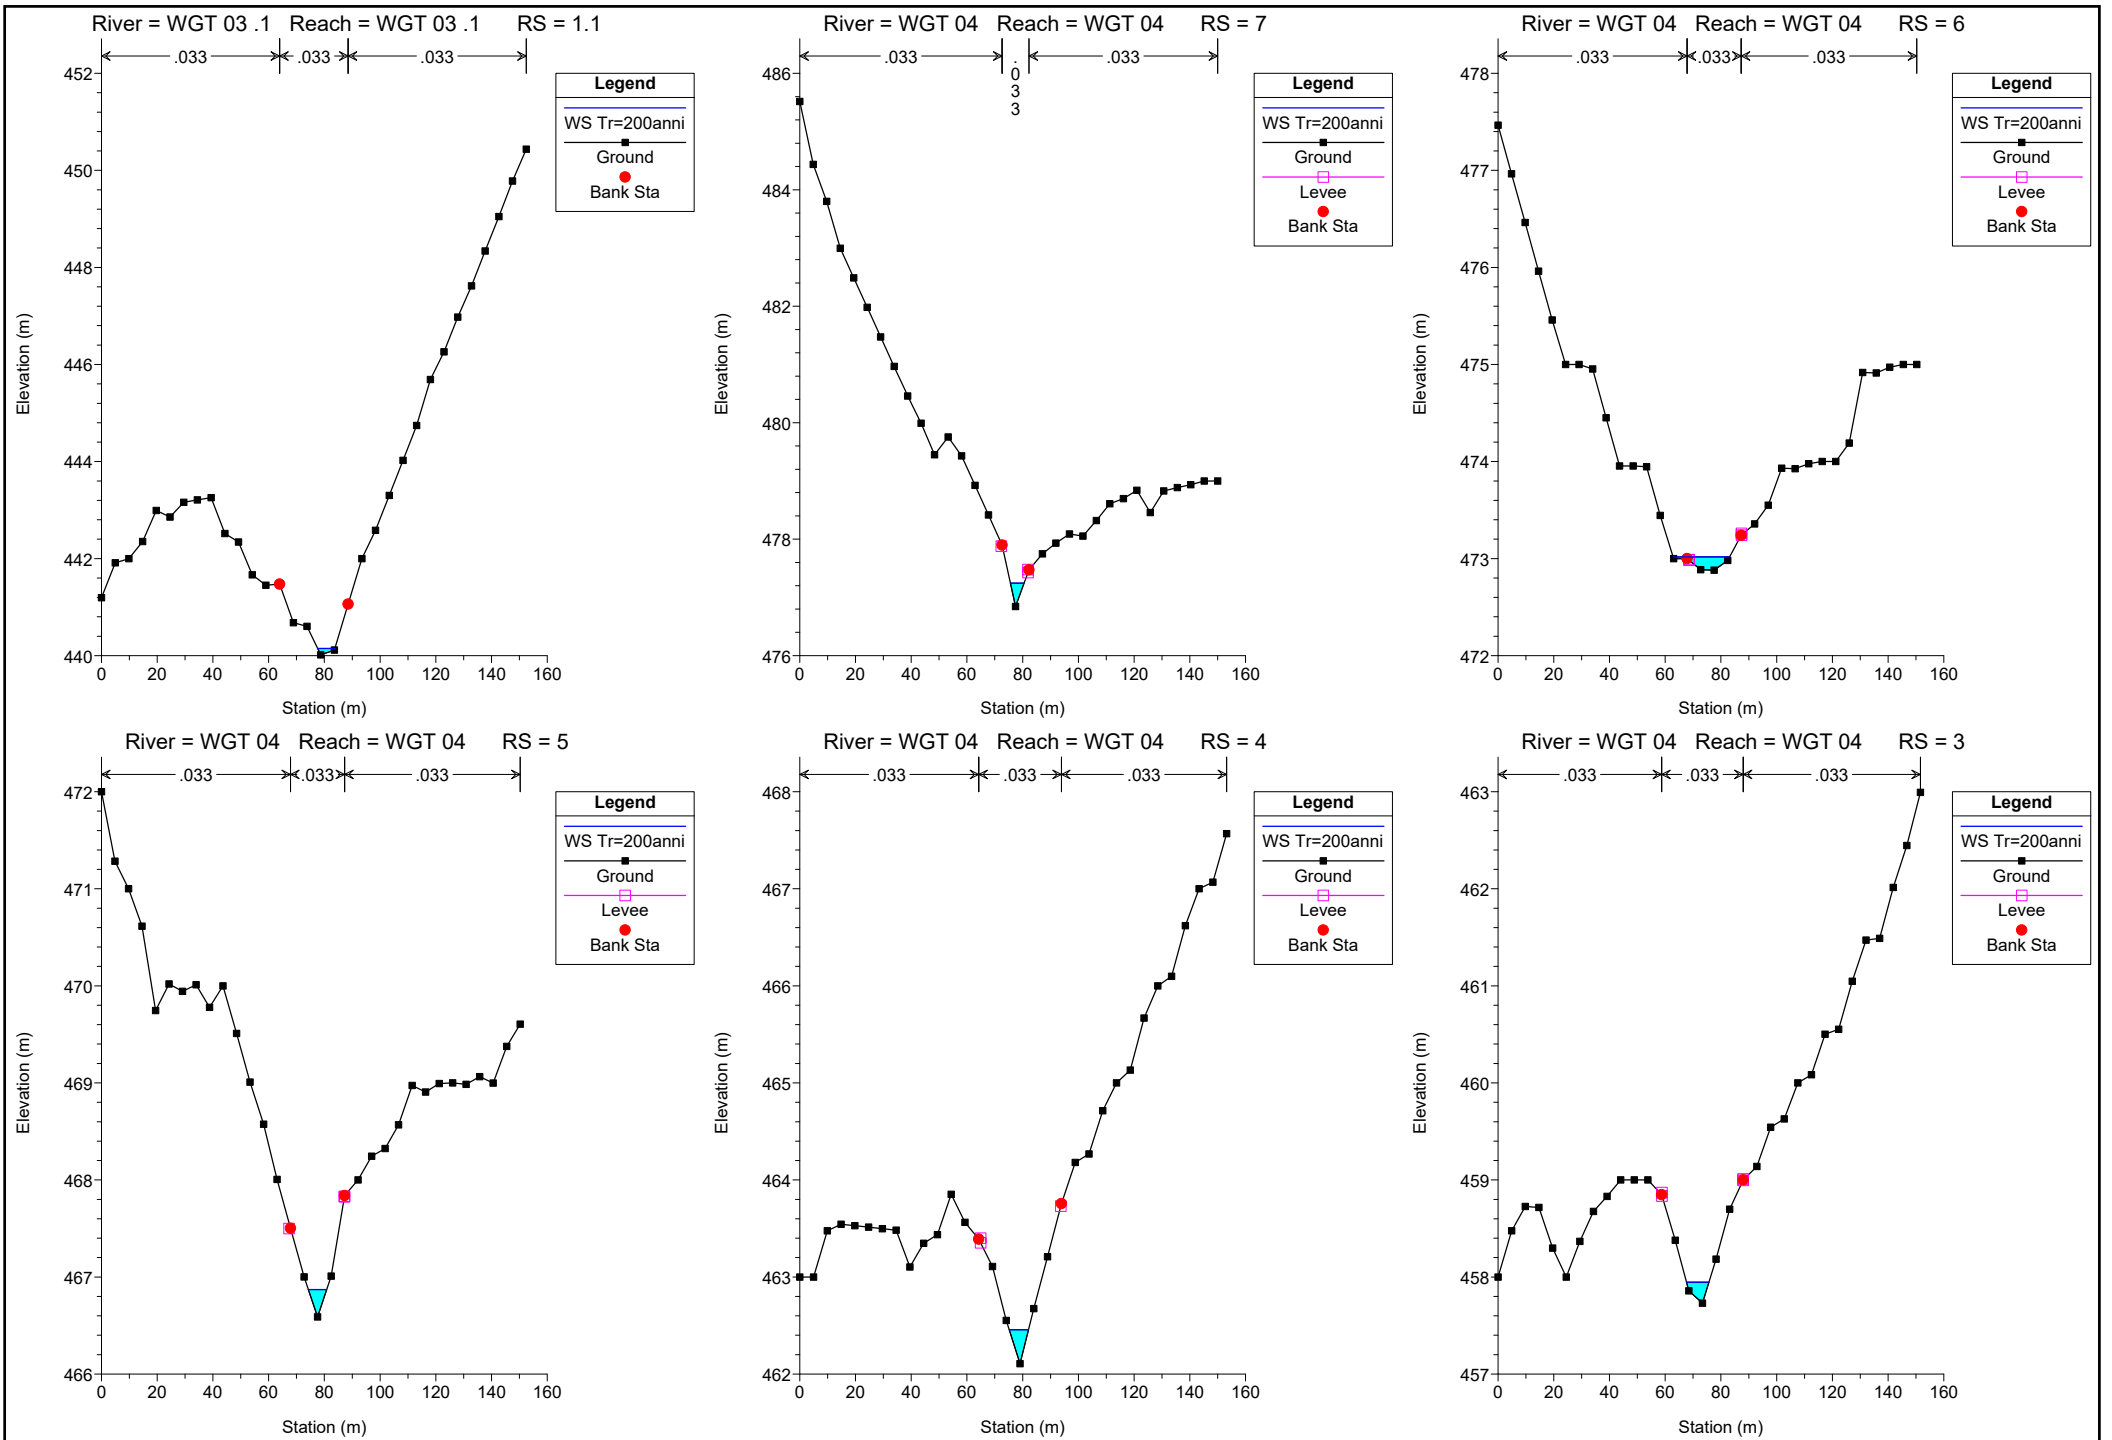 River = WGT 03 .1 Reach = WGT 03 .1 RS = 1.1
.033 .033 .033
452
450
448
446
444
442
440
Elevation (m)
0 20 40 60 80 100 120 140 160
Station (m)
Legend
WS Tr=200anni
Ground
Bank Sta
River = WGT 04 Reach = WGT 04 RS = 7
.033 .033 .033
486
484
482
480
478
476
Elevation (m)
0 20 40 60 80 100 120 140 160
Station (m)
Legend
WS Tr=200anni
Ground
Levee
Bank Sta
River = WGT 04 Reach = WGT 04 RS = 6
.033 .033 .033
478
477
476
475
474
473
472
Elevation (m)
0 20 40 60 80 100 120 140 160
Station (m)
Legend
WS Tr=200anni
Ground
Levee
Bank Sta
River = WGT 04 Reach = WGT 04 RS = 5
.033 .033 .033
472
471
470
469
468
467
466
Elevation (m)
0 20 40 60 80 100 120 140 160
Station (m)
Legend
WS Tr=200anni
Ground
Levee
Bank Sta
River = WGT 04 Reach = WGT 04 RS = 4
.033 .033 .033
468
467
466
465
464
463
462
Elevation (m)
0 20 40 60 80 100 120 140 160
Station (m)
Legend
WS Tr=200anni
Ground
Levee
Bank Sta
River = WGT 04 Reach = WGT 04 RS = 3
.033 .033 .033
463
462
461
460
459
458
457
Elevation (m)
0 20 40 60 80 100 120 140 160
Station (m)
Legend
WS Tr=200anni
Ground
Levee
Bank Sta